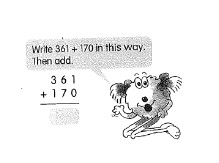 Write 361 + 170 in this way.
Then add.
3 6 1
+ 1 7 0